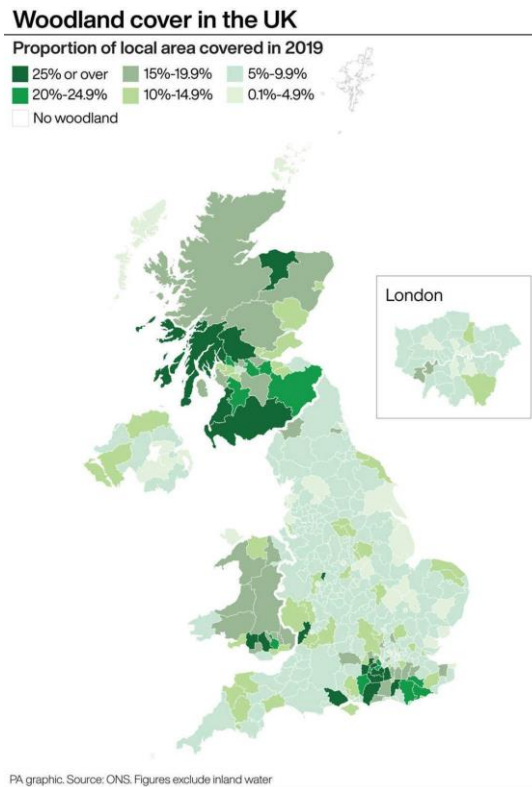 Woodland cover in the UK
Proportion of local area covered in 2019
25% or over 15%-19.9% 5%-9.9%
20%-24.9% 10%-14.9% 0.1%-4.9%
No woodland
London
PA graphic. Source: ONS. Figures exclude inland water